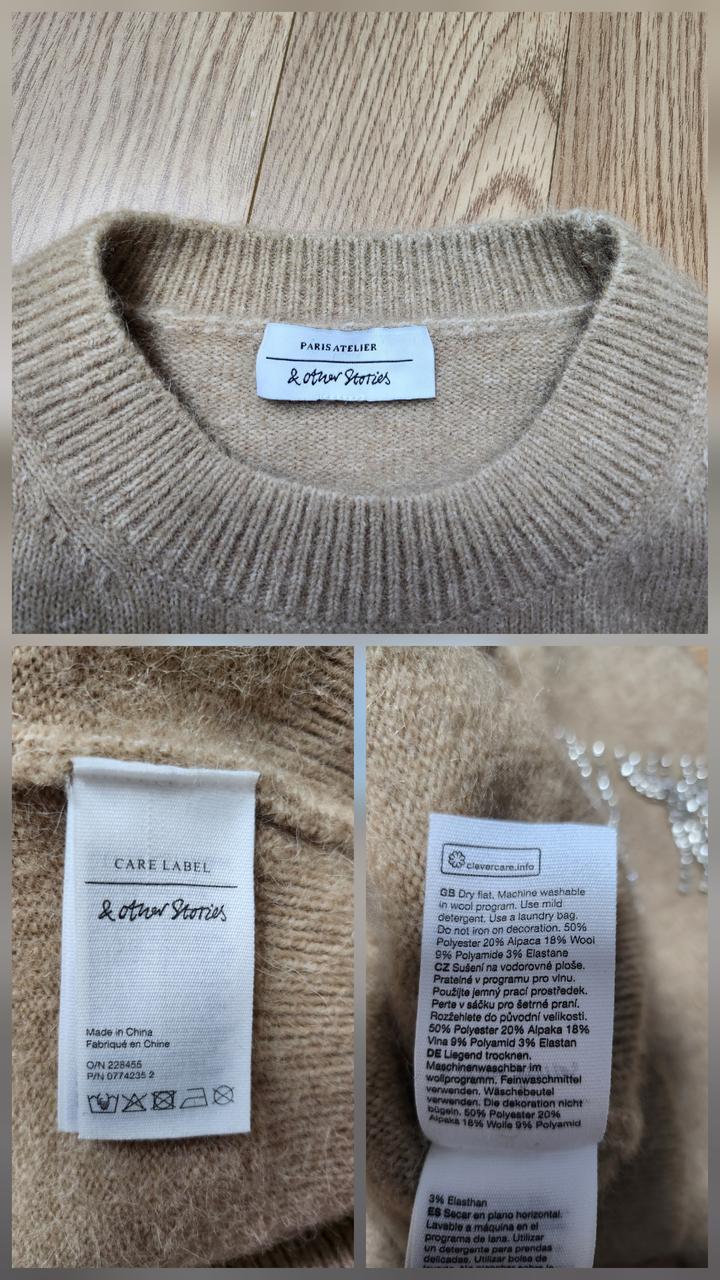 PARIS ATELIER
& other Stories
CARE LABEL
& other Stories
Made in China
Fabriqué en Chine
O/N 228455
P/N 0774235 2
clevercare.info
GB Dry flat. Machine washable
in wool program. Use mild
detergent. Use a laundry bag.
Do not iron on decoration. 50%
Polyester 20% Alpaca 18% Wool
9% Polyamide 3% Elastane
CZ Sušení na vodorovné ploše.
Pratelné v programu pro vlnu.
Použijte jemný prací prostředek.
Perte v sáčku pro šetrné praní.
Rozžehlete do původní velikosti.
50% Polyester 20% Alpaka 18%
Vlna 9% Polyamid 3% Elastan
DE Liegend trocknen.
Maschinenwaschbar im
wollprogramm. Feinwaschmittel
verwenden. Wäschebeutel
verwenden. Die dekoration nicht
bügeln. 50% Polyester 20%
Alpaka 18% Wolle 9% Polyamid
3% Elasthan
ES Secar en plano horizontal.
Lavable a máquina en el
programa de lana. Utilizar
un detergente para prendas
delicadas. Utilizar bolsa de